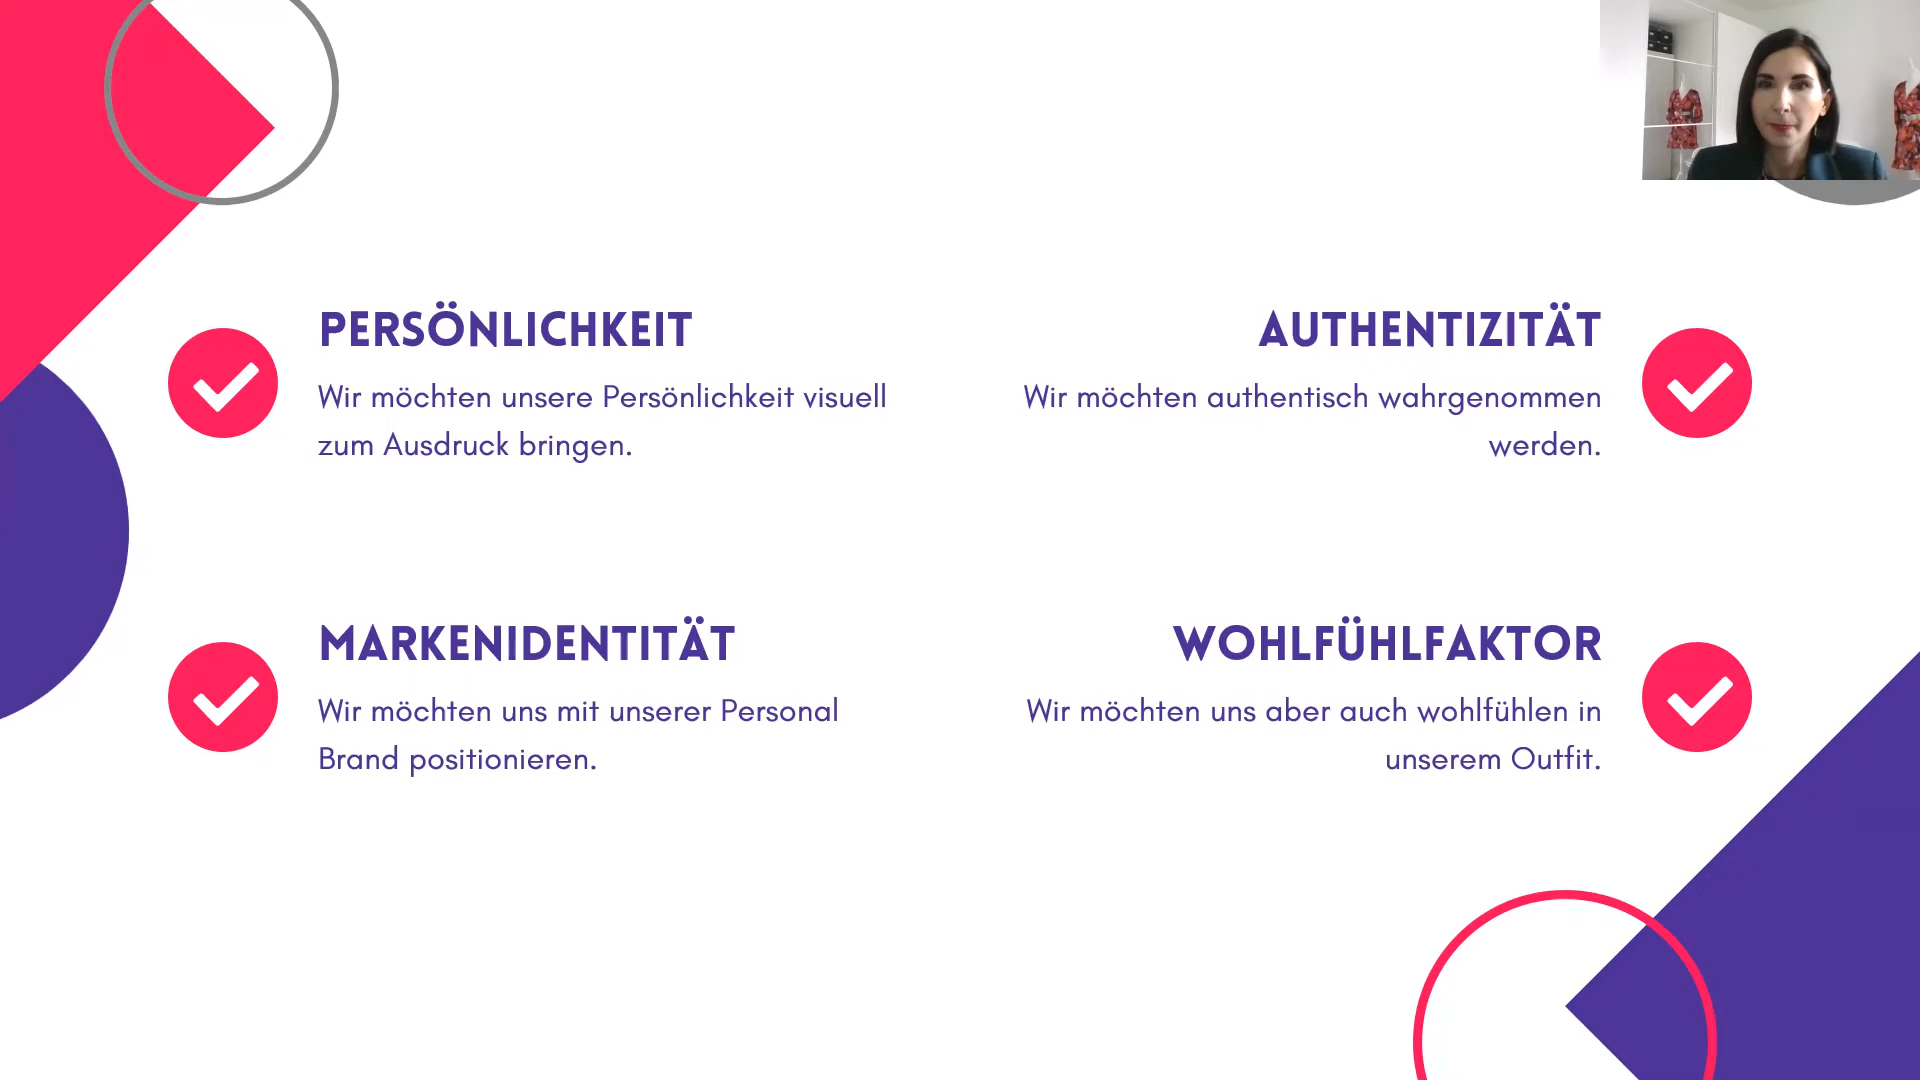 PERSÖNLICHKEIT
Wir möchten unsere Persönlichkeit visuell
zum Ausdruck bringen.
AUTHENTIZITÄT
Wir möchten authentisch wahrgenommen
werden.
MARKENIDENTITÄT
Wir möchten uns mit unserer Personal
Brand positionieren.
WOHLFÜHLFAKTOR
Wir möchten uns aber auch wohlfühlen in
unserem Outfit.